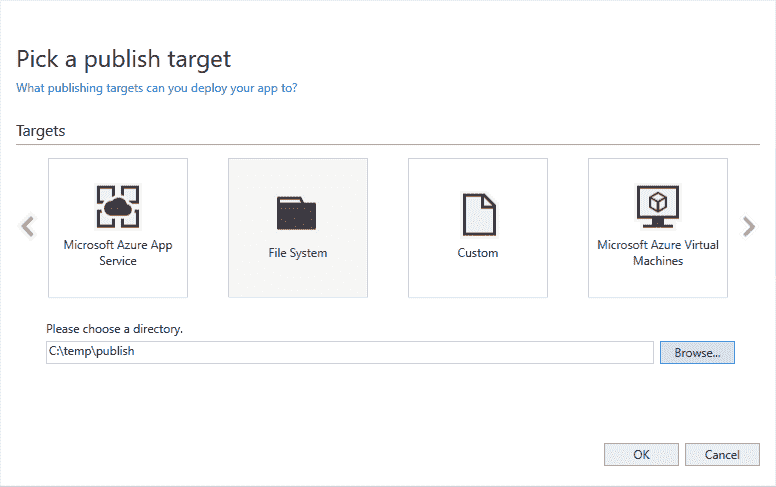 Pick a publish target
What publishing targets can you deploy your app to?
Targets
Microsoft Azure App
Service
File System
Custom
Microsoft Azure Virtual
Machines
Please choose a directory.
C:\temp\publish
Browse...
OK
Cancel